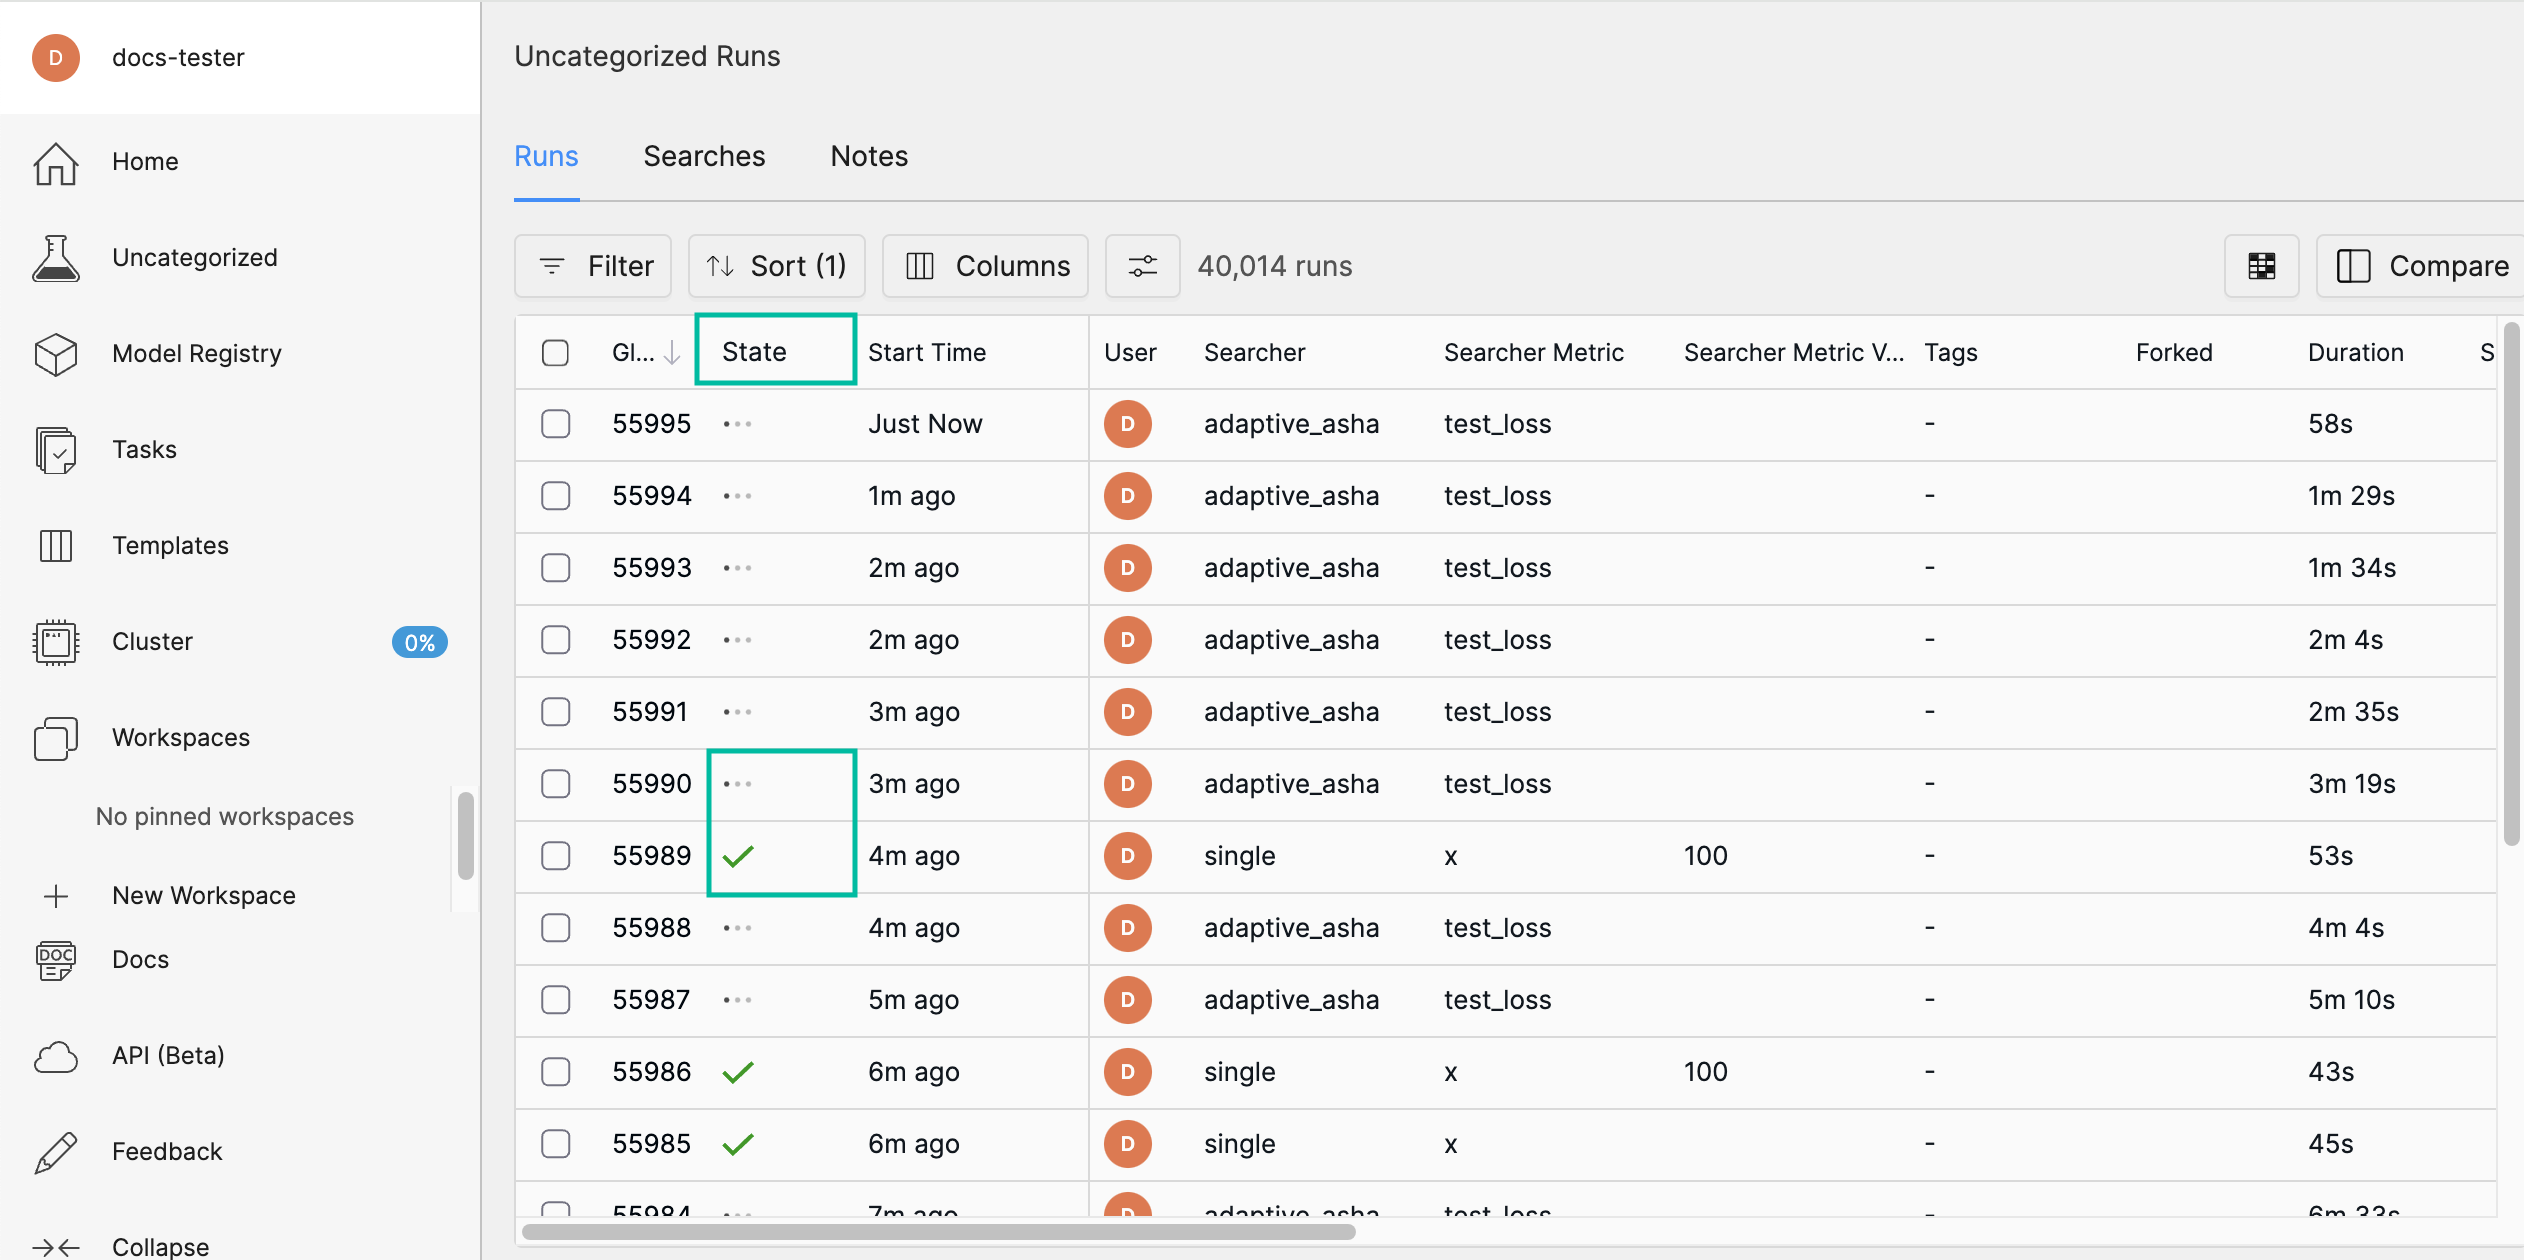 D docs-tester
Home
Uncategorized
Model Registry
Tasks
Templates
Cluster 0%
Workspaces
No pinned workspaces
New Workspace
DOC Docs
API (Beta)
Feedback
Collapse
Uncategorized Runs
Runs Searches Notes
Filter Sort (1) Columns 40,014 runs Compare
Gl... State Start Time User Searcher Searcher Metric Searcher Metric V... Tags Forked Duration S
55995 Just Now D adaptive_asha test_loss - 58s
55994 1m ago D adaptive_asha test_loss - 1m 29s
55993 2m ago D adaptive_asha test_loss - 1m 34s
55992 2m ago D adaptive_asha test_loss - 2m 4s
55991 3m ago D adaptive_asha test_loss - 2m 35s
55990 3m ago D adaptive_asha test_loss - 3m 19s
55989 4m ago D single x 100 - 53s
55988 4m ago D adaptive_asha test_loss - 4m 4s
55987 5m ago D adaptive_asha test_loss - 5m 10s
55986 6m ago D single x 100 - 43s
55985 6m ago D single x - 45s
55984 7m ago D adaptive_asha test_loss - 6m 33s